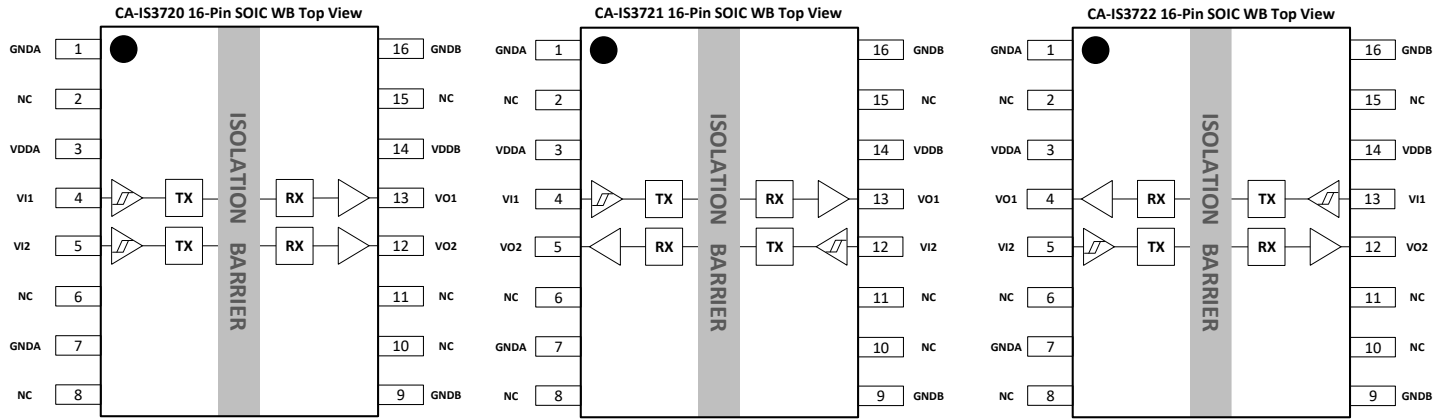 CA-IS3720 16-Pin SOIC WB Top View
GNDA 1 16 GNDB
NC 2 15 NC
VDDA 3 14 VDDB
VI1 4 TX RX 13 VO1
VI2 5 TX RX 12 VO2
NC 6 11 NC
GNDA 7 10 NC
NC 8 9 GNDB
ISOLATION BARRIER
CA-IS3721 16-Pin SOIC WB Top View
GNDA 1 16 GNDB
NC 2 15 NC
VDDA 3 14 VDDB
VI1 4 TX RX 13 VO1
VO2 5 RX TX 12 VI2
NC 6 11 NC
GNDA 7 10 NC
NC 8 9 GNDB
ISOLATION BARRIER
CA-IS3722 16-Pin SOIC WB Top View
GNDA 1 16 GNDB
NC 2 15 NC
VDDA 3 14 VDDB
VO1 4 RX TX 13 VI1
VI2 5 TX RX 12 VO2
NC 6 11 NC
GNDA 7 10 NC
NC 8 9 GNDB
ISOLATION BARRIER